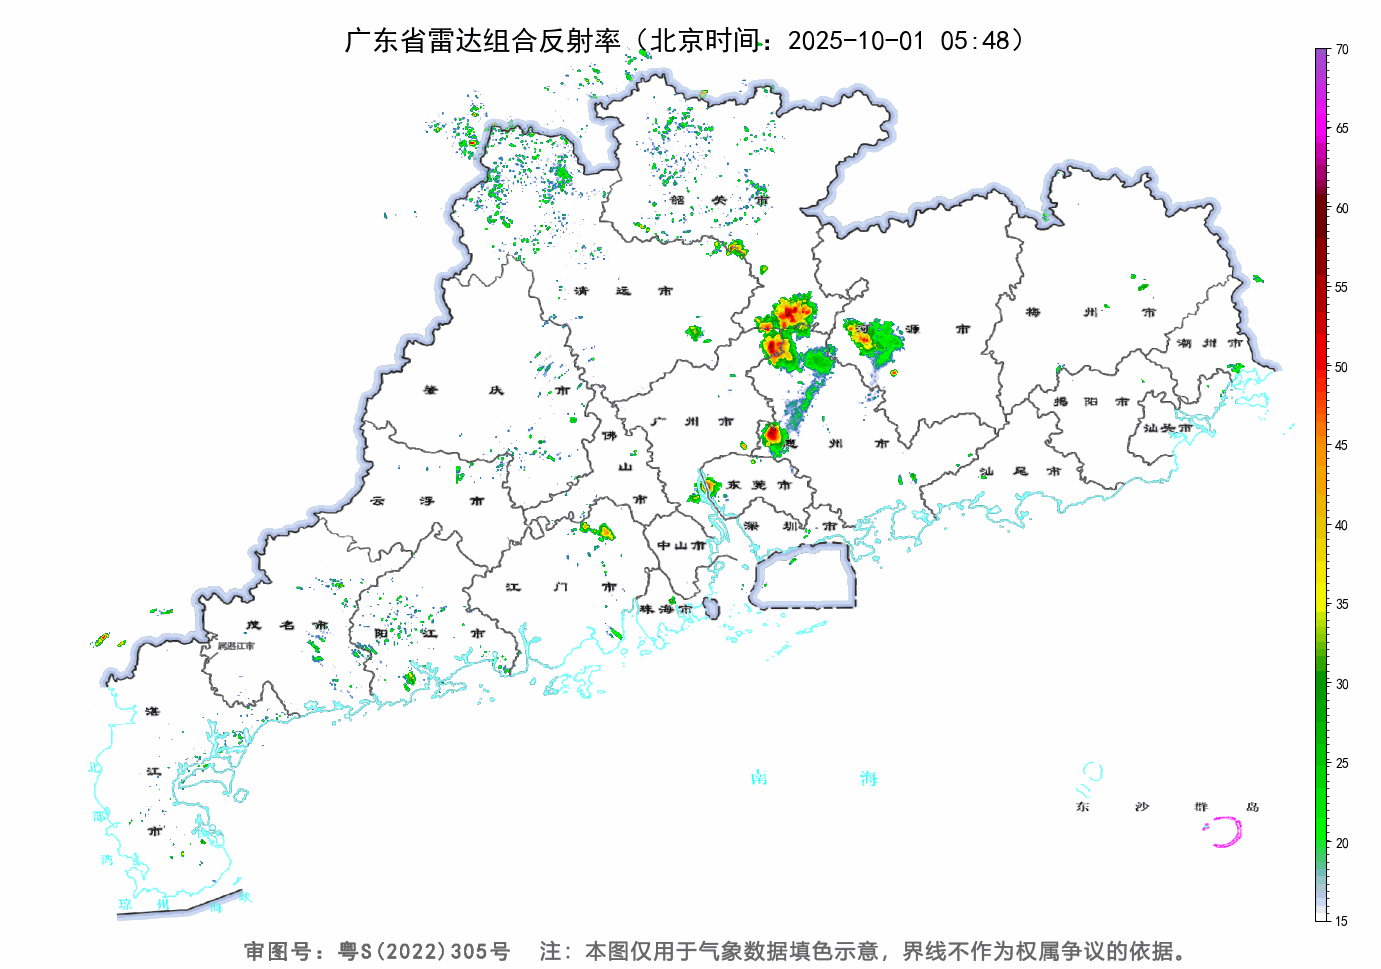 广东省雷达组合反射率（北京时间：2025-10-01 05:48）
70
65
60
55
50
45
40
35
30
25
20
15
韶 关 市
清 远 市
河 源 市
梅 州 市
潮 州 市
肇 庆 市
广 州 市
佛 山 市
惠 州 市
揭 阳 市
汕头市
汕 尾 市
云 浮 市
东 莞 市
深 圳 市
中山市
江 门 市
珠海市
茂 名 市
属湛江市
阳 江 市
湛 江 市
北 部 湾
琼 州 海 峡
南 海
东 沙 群 岛
审图号：粤S(2022)305号 注：本图仅用于气象数据填色示意，界线不作为权属争议的依据。